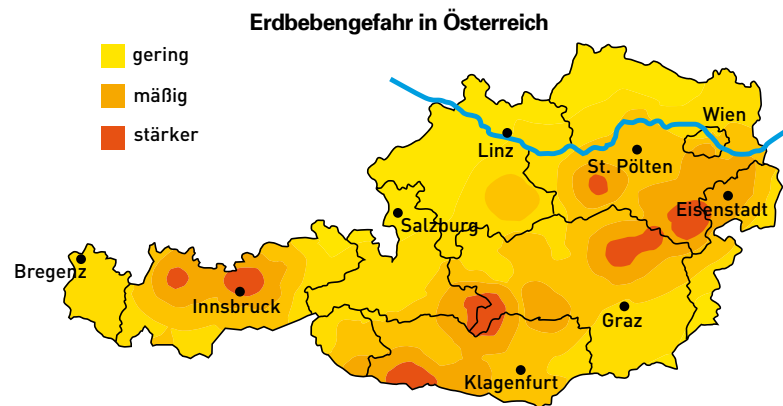 Erdbebengefahr in Österreich
gering
mäßig
stärker
Wien
Linz
St. Pölten
Eisenstadt
Salzburg
Bregenz
Innsbruck
Graz
Klagenfurt